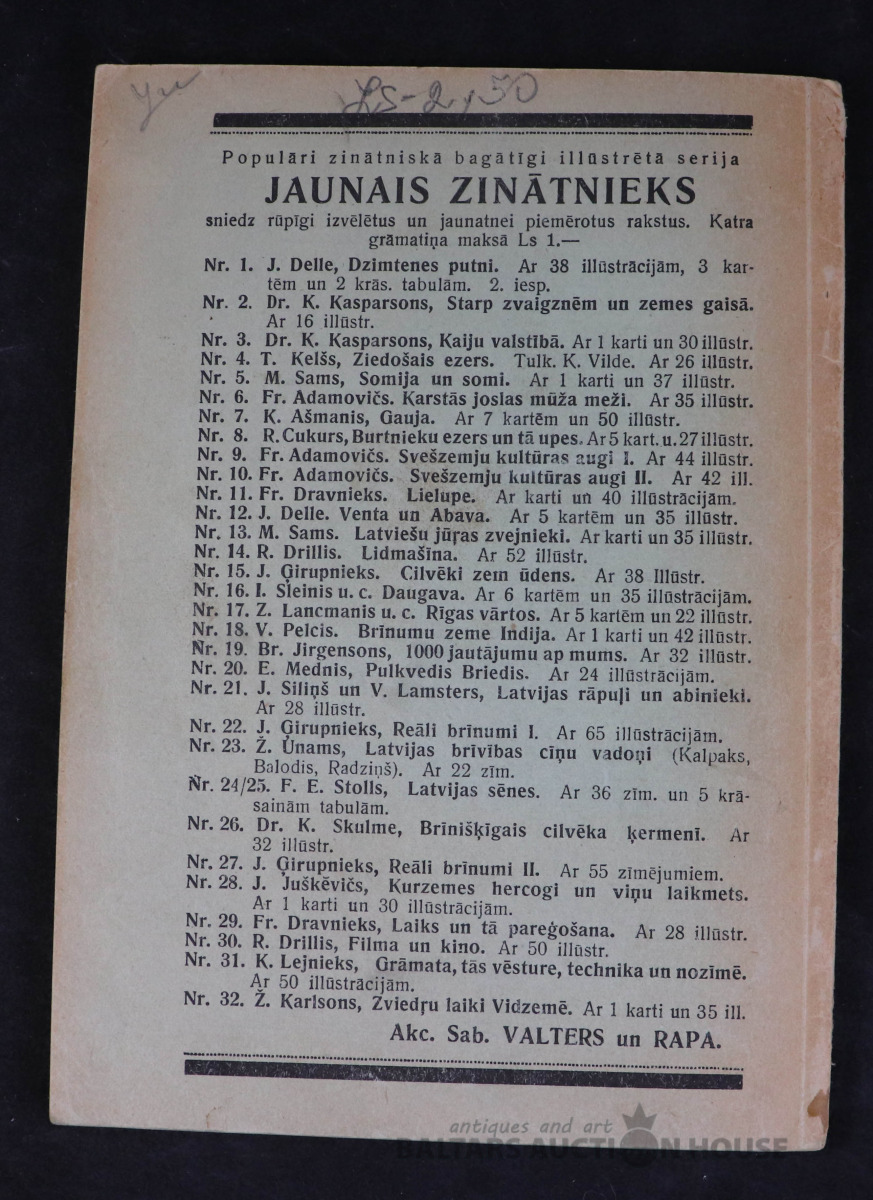 Ls-2,50
Populāri zinātniskā bagātīgi illūstrētā serija
JAUNAIS ZINĀTNIEKS
sniedz rūpīgi izvēlētus un jaunatnei piemērotus rakstus. Katra
grāmatiņa maksā Ls 1.—
Nr. 1. J. Delle, Dzimtenes putni. Ar 38 illūstrācijām, 3 kar-
tēm un 2 krās. tabulām. 2. iesp.
Nr. 2. Dr. K. Kasparsons, Starp zvaigznēm un zemes gaisā.
Ar 16 illūstr.
Nr. 3. Dr. K. Kasparsons, Kaiju valstībā. Ar 1 karti un 30 illūstr.
Nr. 4. T. Ķelšs, Ziedošais ezers. Tulk. K. Vilde. Ar 26 illūstr.
Nr. 5. M. Sams, Somija un somi. Ar 1 karti un 37 illūstr.
Nr. 6. Fr. Adamovičs. Karstās joslas mūža meži. Ar 35 illūstr.
Nr. 7. K. Ašmanis, Gauja. Ar 7 kartēm un 50 illūstr.
Nr. 8. R. Cukurs, Burtnieku ezers un tā upes. Ar 5 kart. u. 27 illūstr.
Nr. 9. Fr. Adamovičs. Svešzemju kultūras augi I. Ar 44 illūstr.
Nr. 10. Fr. Adamovičs. Svešzemju kultūras augi II. Ar 42 ill.
Nr. 11. Fr. Dravnieks. Lielupe. Ar karti un 40 illūstrācijām.
Nr. 12. J. Delle. Venta un Abava. Ar 5 kartēm un 35 illūstr.
Nr. 13. M. Sams. Latviešu jūŗas zvejnieki. Ar karti un 35 illūstr.
Nr. 14. R. Drillis. Lidmašīna. Ar 52 illūstr.
Nr. 15. J. Ģirupnieks. Cilvēki zem ūdens. Ar 38 Illūstr.
Nr. 16. I. Sleinis u. c. Daugava. Ar 6 kartēm un 35 illūstrācijām.
Nr. 17. Z. Lancmanis u. c. Rīgas vārtos. Ar 5 kartēm un 22 illūstr.
Nr. 18. V. Pelcis. Brīnumu zeme Indija. Ar 1 karti un 42 illūstr.
Nr. 19. Br. Jirgensons, 1000 jautājumu ap mums. Ar 32 illūstr.
Nr. 20. E. Mednis, Pulkvedis Briedis. Ar 24 illūstrācijām.
Nr. 21. J. Siliņš un V. Lamsters, Latvijas rāpuļi un abinieki.
Ar 28 illūstr.
Nr. 22. J. Ģirupnieks, Reāli brīnumi I. Ar 65 illūstrācijām.
Nr. 23. Ž. Unams, Latvijas brīvības cīņu vadoņi (Kalpaks,
Balodis, Radziņš). Ar 22 zīm.
Nr. 24/25. F. E. Stolls, Latvijas sēnes. Ar 36 zīm. un 5 krā-
sainām tabulām.
Nr. 26. Dr. K. Skulme, Brīnišķīgais cilvēka ķermenī. Ar
32 illūstr.
Nr. 27. J. Ģirupnieks, Reāli brīnumi II. Ar 55 zīmējumiem.
Nr. 28. J. Juškēvičs, Kurzemes hercogi un viņu laikmets.
Ar 1 karti un 30 illūstrācijām.
Nr. 29. Fr. Dravnieks, Laiks un tā pareģošana. Ar 28 illūstr.
Nr. 30. R. Drillis, Filma un kino. Ar 50 illūstr.
Nr. 31. K. Lejnieks, Grāmata, tās vēsture, technika un nozīmē.
Ar 50 illūstrācijām.
Nr. 32. Ž. Karlsons, Zviedŗu laiki Vidzemē. Ar 1 karti un 35 ill.
Akc. Sab. VALTERS un RAPA.
antiques and art
BALTARS AUCTION HOUSE